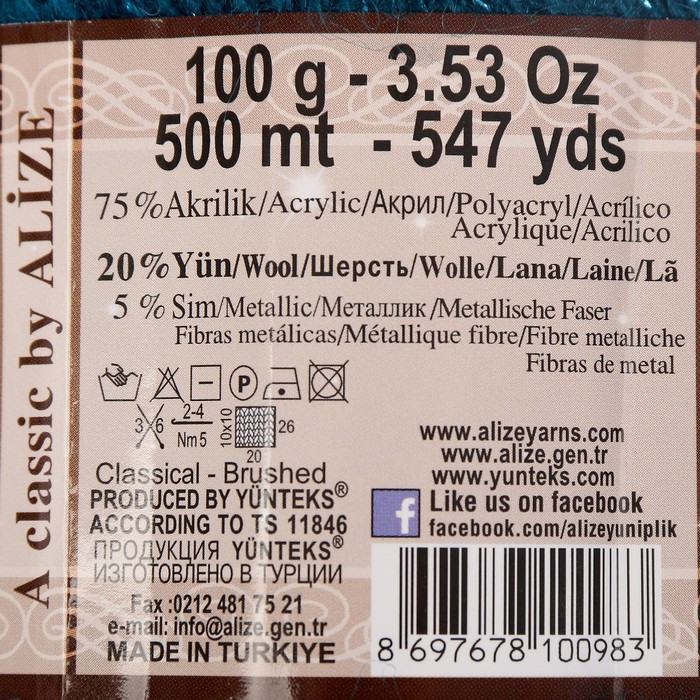 A classic by ALİZE
100 g - 3.53 Oz
500 mt - 547 yds
75 % Akrilik/Acrylic/Акрил/Polyacryl/Acrílico
Acrylique/Acrilico
20 % Yün/Wool/Шерсть/Wolle/Lana/Laine/Lã
5 % Sim/Metallic/Металлик/Metallische Faser
Fibras metálicas/Métallique fibre/Fibre metalliche
Fibras de metal
P
3 6
2-4
Nm 5
10x10
26
20
Classical - Brushed
PRODUCED BY YÜNTEKS®
ACCORDING TO TS 11846
ПРОДУКЦИЯ YÜNTEKS®
ИЗГОТОВЛЕНО В ТУРЦИИ
Fax :0212 481 75 21
e-mail: info@alize.gen.tr
MADE IN TURKIYE
www.alizeyarns.com
www.alize.gen.tr
www.yunteks.com
f
Like us on facebook
facebook.com/alizeyuniplik
8 697678 100983